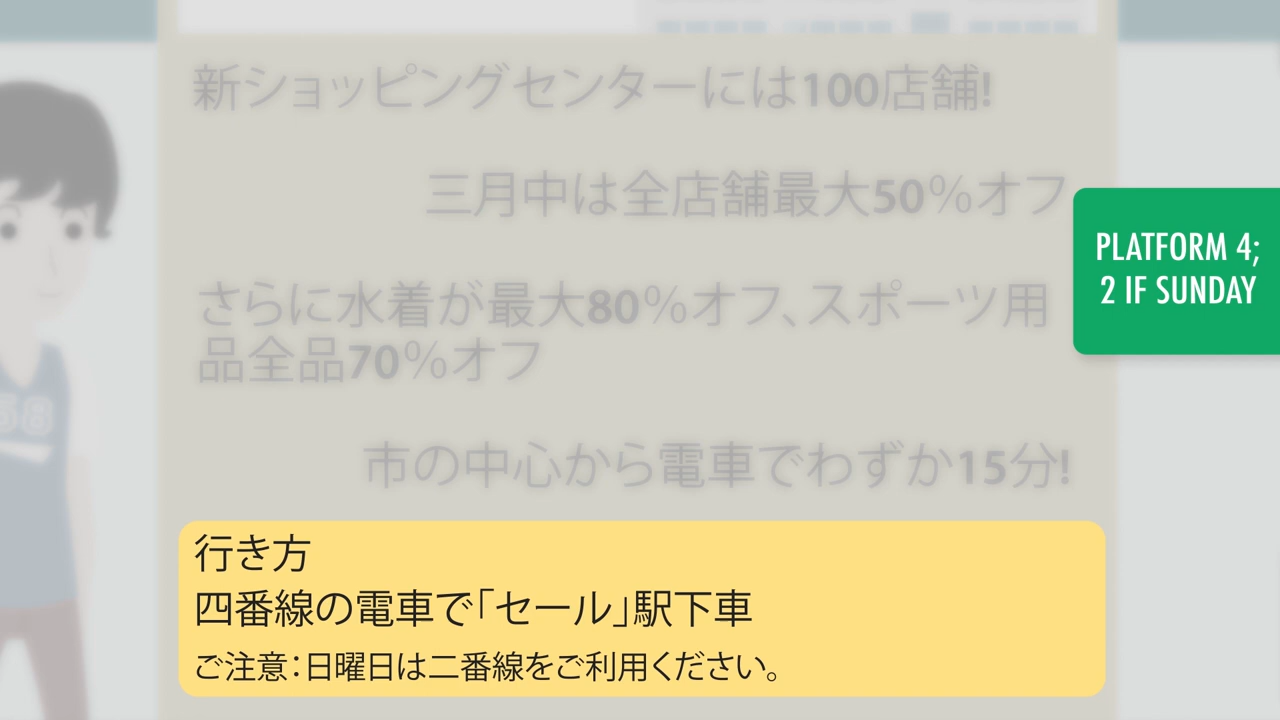 新ショッピングセンターには100店舗!
三月中は全店舗最大50%オフ
さらに水着が最大80%オフ、スポーツ用
品全品70%オフ
市の中心から電車でわずか15分!
PLATFORM 4;
2 IF SUNDAY
行き方
四番線の電車で「セール」駅下車
ご注意：日曜日は二番線をご利用ください。
58